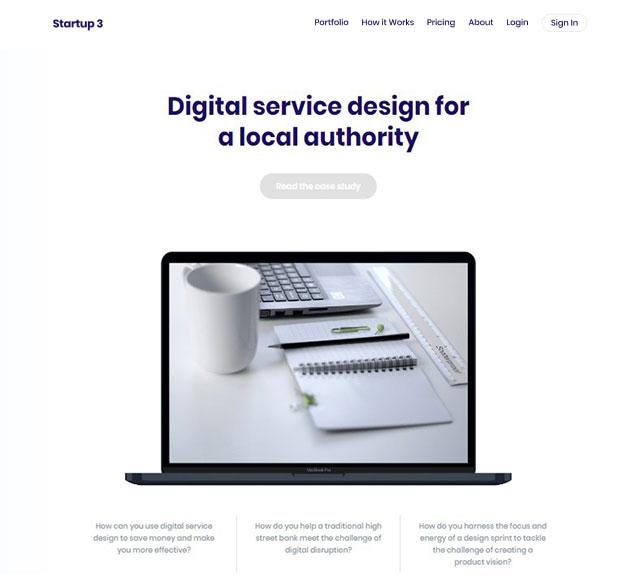 Startup 3
Portfolio How it Works Pricing About Login Sign In
Digital service design for
a local authority
Read the case study
MacBook Pro
How can you use digital service
design to save money and make
you more effective?
How do you help a traditional high
street bank meet the challenge of
digital disruption?
How do you harness the focus and
energy of a design sprint to tackle
the challenge of creating a
product vision?